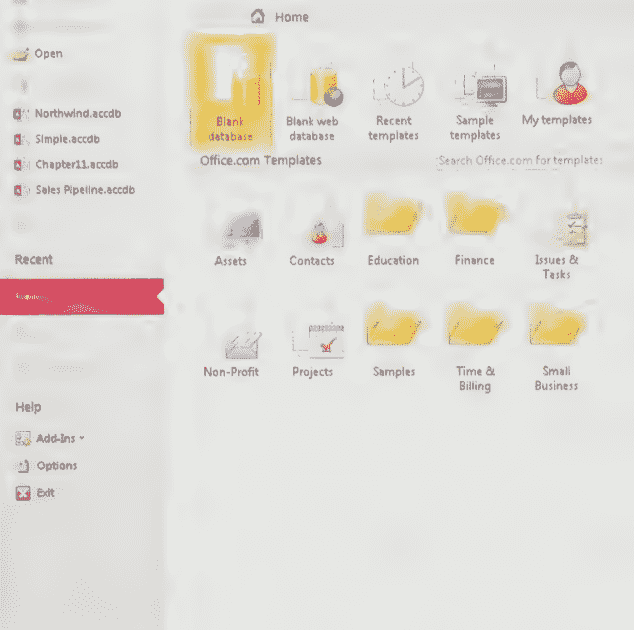 Home
Open
Blank database
Blank web database
Recent templates
Sample templates
My templates
Northwind.accdb
Simple.accdb
Chapter11.accdb
Sales Pipeline.accdb
Office.com Templates
Search Office.com for templates
Assets
Contacts
Education
Finance
Issues & Tasks
Recent
Non-Profit
Projects
Samples
Time & Billing
Small Business
Help
Add-Ins
Options
Exit